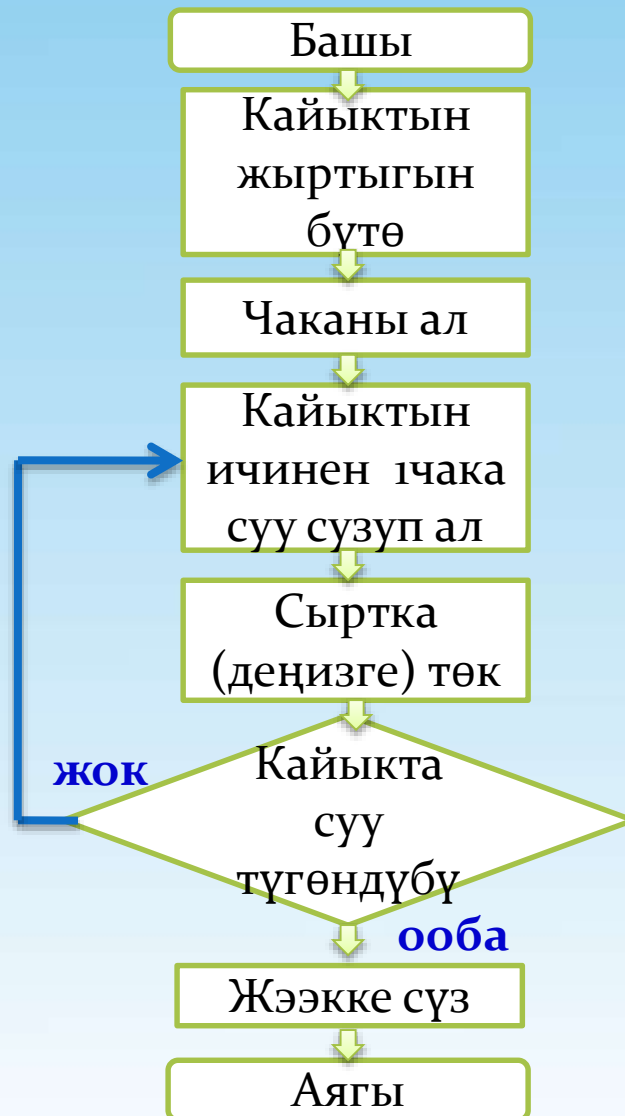 Башы
Кайыктын
жыртыгын
бүтө
Чаканы ал
Кайыктын
ичинен 1чака
суу сузуп ал
Сыртка
(деңизге) төк
жок
Кайыкта
суу
түгөндүбү
ооба
Жээкке сүз
Аягы